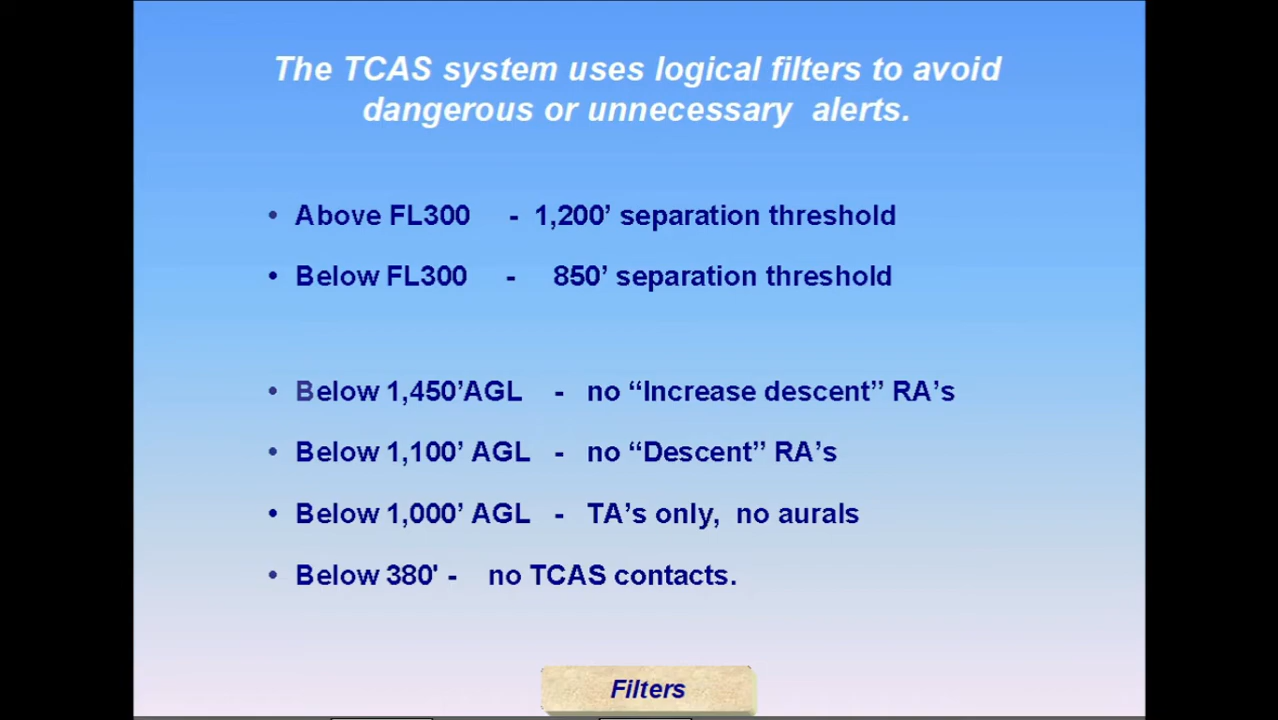 The TCAS system uses logical filters to avoid
dangerous or unnecessary alerts.
• Above FL300 - 1,200’ separation threshold
• Below FL300 - 850’ separation threshold
• Below 1,450’AGL - no “Increase descent” RA’s
• Below 1,100’ AGL - no “Descent” RA’s
• Below 1,000’ AGL - TA’s only, no aurals
• Below 380' - no TCAS contacts.
Filters